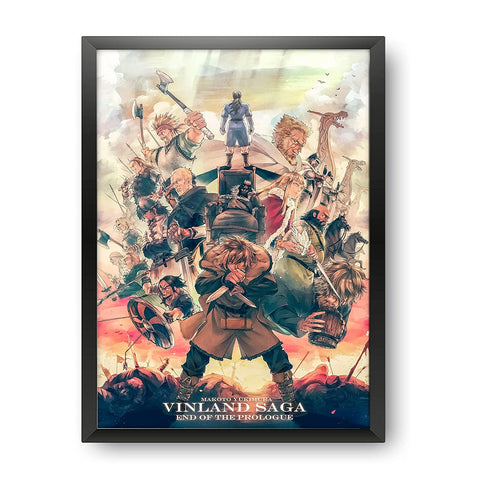 MAKOTO YUKIMURA
VINLAND SAGA
END OF THE PROLOGUE